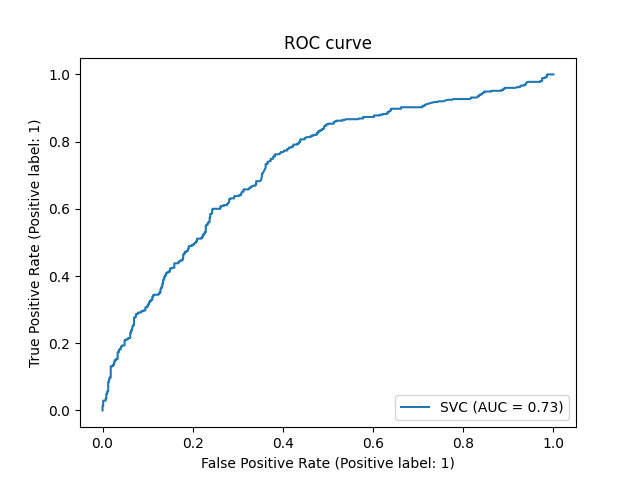 ROC curve
True Positive Rate (Positive label: 1)
1.0
0.8
0.6
0.4
0.2
0.0
SVC (AUC = 0.73)
0.0 0.2 0.4 0.6 0.8 1.0
False Positive Rate (Positive label: 1)